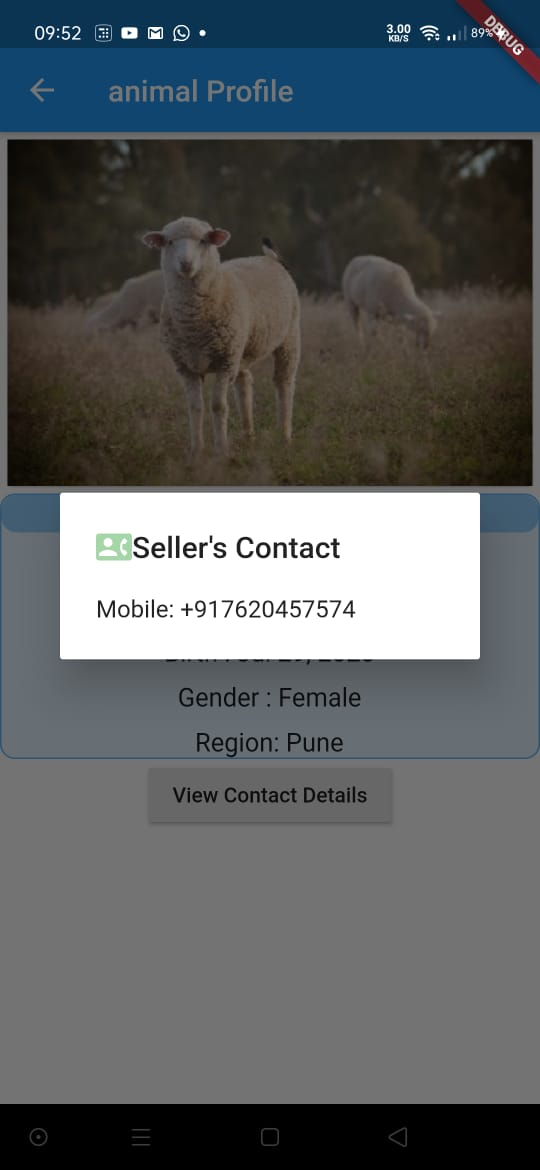 09:52
3.00
KB/S
89%
DEBUG
animal Profile
Seller's Contact
Mobile: +917620457574
Gender : Female
Region: Pune
View Contact Details